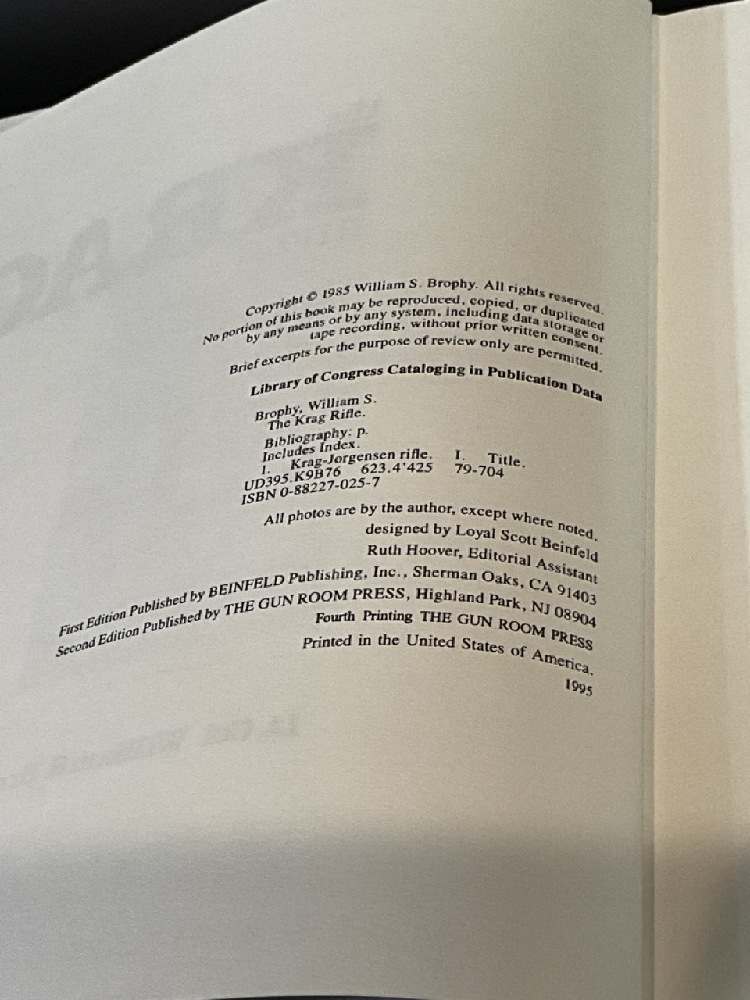 Copyright © 1985 William S. Brophy. All rights reserved.
No portion of this book may be reproduced, copied, or duplicated
by any means or by any system, including data storage or
tape recording, without prior written consent.
Brief excerpts for the purpose of review only are permitted.
Library of Congress Cataloging in Publication Data
Brophy, William S.
The Krag Rifle.
Bibliography: p.
Includes Index.
1. Krag-Jorgensen rifle. I. Title.
UD395.K9B76 623.4'425 79-704
ISBN 0-88227-025-7
All photos are by the author, except where noted.
designed by Loyal Scott Beinfeld
Ruth Hoover, Editorial Assistant
First Edition Published by BEINFELD Publishing, Inc., Sherman Oaks, CA 91403
Second Edition Published by THE GUN ROOM PRESS, Highland Park, NJ 08904
Fourth Printing THE GUN ROOM PRESS
Printed in the United States of America.
1995